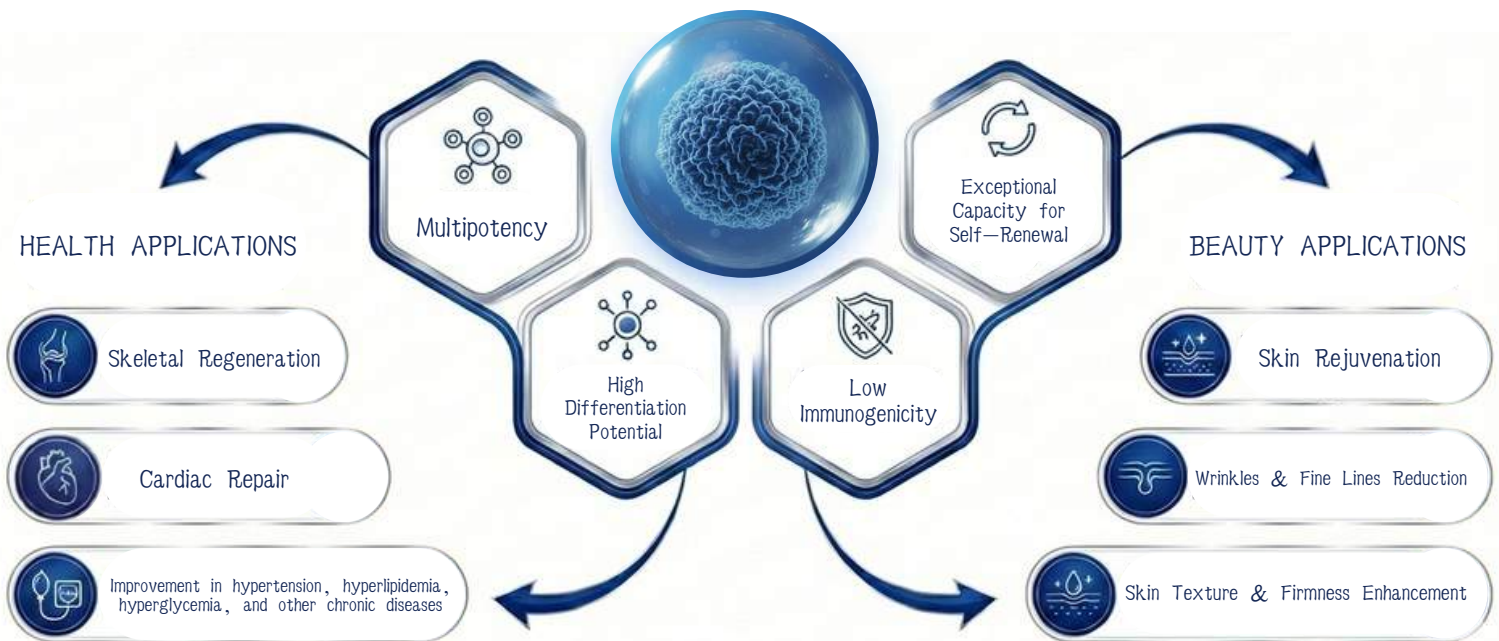 Multipotency
Exceptional
Capacity for
Self—Renewal
High
Differentiation
Potential
Low
Immunogenicity
HEALTH APPLICATIONS
Skeletal Regeneration
Cardiac Repair
Improvement in hypertension, hyperlipidemia,
hyperglycemia, and other chronic diseases
BEAUTY APPLICATIONS
Skin Rejuvenation
Wrinkles & Fine Lines Reduction
Skin Texture & Firmness Enhancement